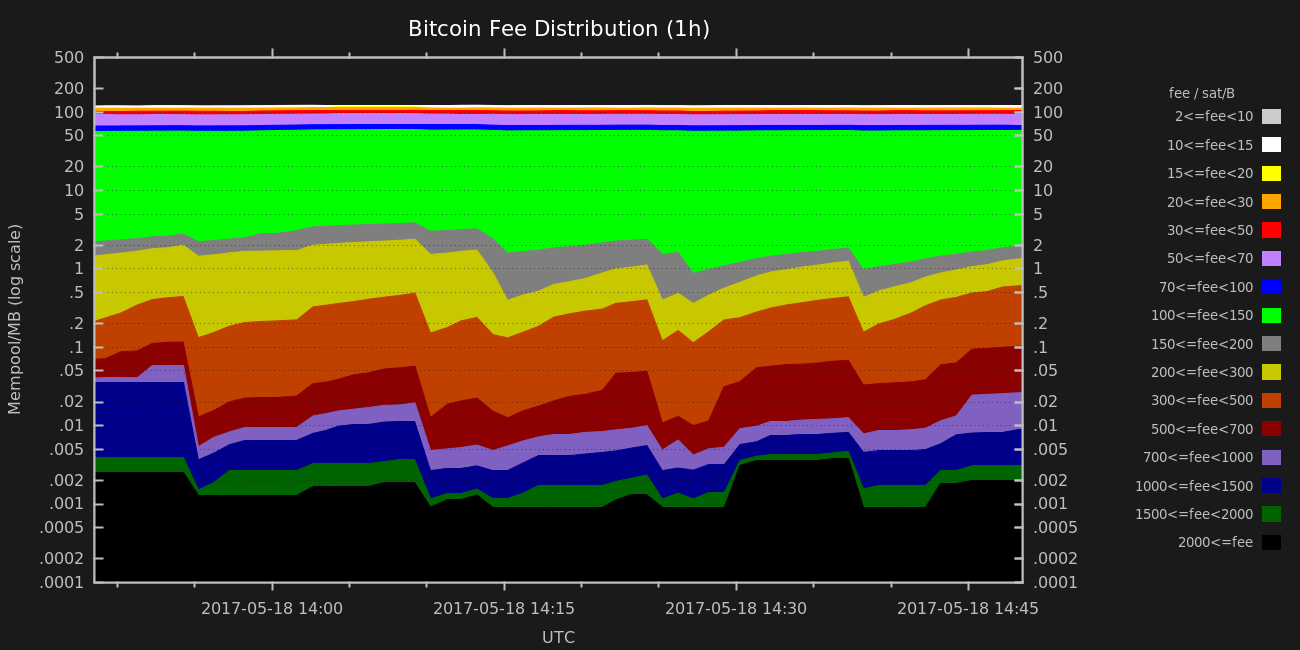 Bitcoin Fee Distribution (1h)
500
200
100
50
20
10
5
2
1
.5
.2
.1
.05
.02
.01
.005
.002
.001
.0005
.0002
.0001
Mempool/MB (log scale)
500
200
100
50
20
10
5
2
1
.5
.2
.1
.05
.02
.01
.005
.002
.001
.0005
.0002
.0001
2017-05-18 14:00
2017-05-18 14:15
2017-05-18 14:30
2017-05-18 14:45
UTC
fee / sat/B
2<=fee<10
10<=fee<15
15<=fee<20
20<=fee<30
30<=fee<50
50<=fee<70
70<=fee<100
100<=fee<150
150<=fee<200
200<=fee<300
300<=fee<500
500<=fee<700
700<=fee<1000
1000<=fee<1500
1500<=fee<2000
2000<=fee